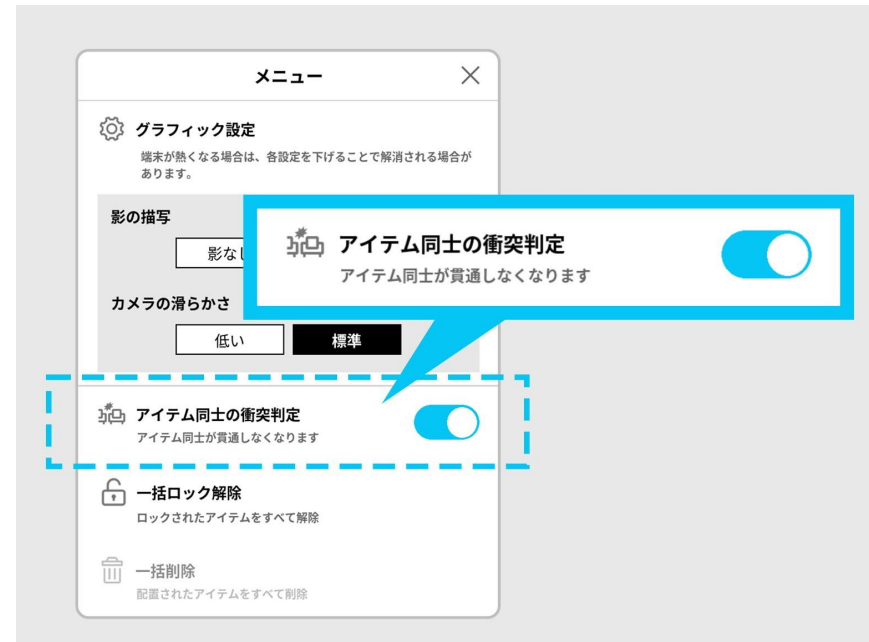 メニュー
グラフィック設定
端末が熱くなる場合は、各設定を下げることで解消される場合が
あります。
影の描写
影なし
アイテム同士の衝突判定
アイテム同士が貫通しなくなります
カメラの滑らかさ
低い
標準
アイテム同士の衝突判定
アイテム同士が貫通しなくなります
一括ロック解除
ロックされたアイテムをすべて解除
一括削除
配置されたアイテムをすべて削除